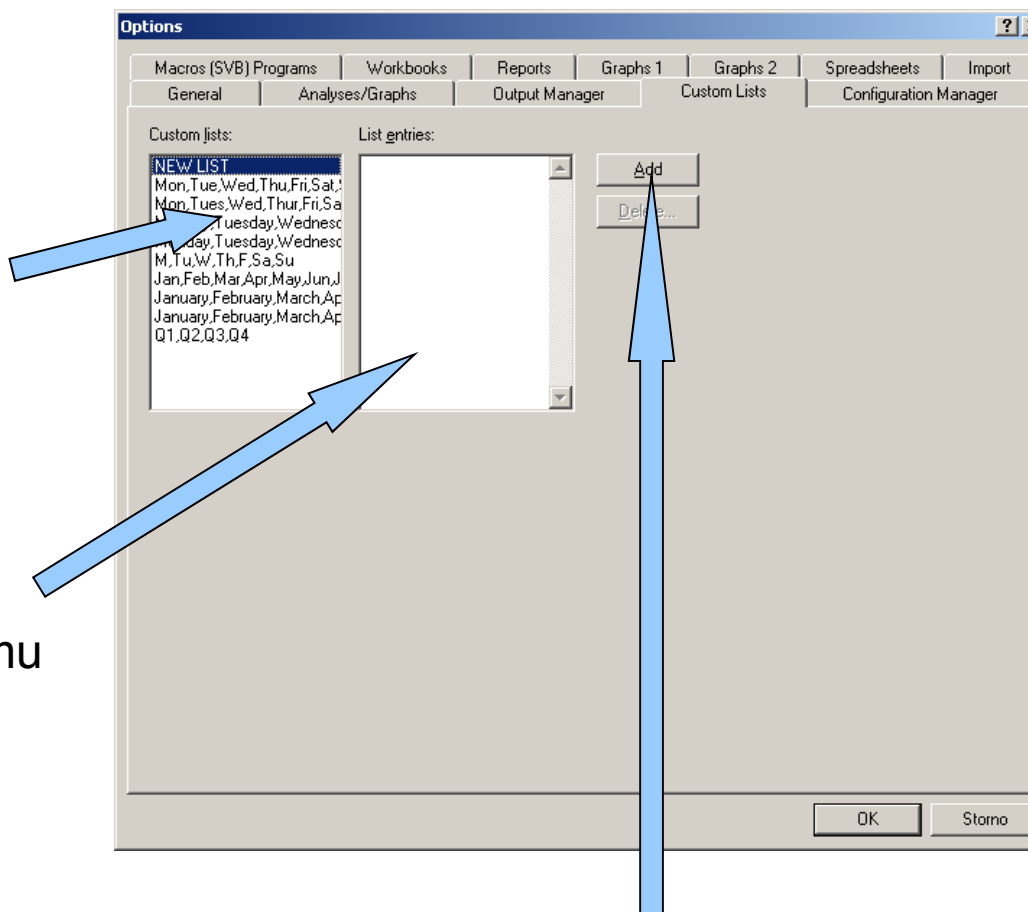 Options
Macros (SVB) Programs Workbooks Reports Graphs 1 Graphs 2 Spreadsheets Import
General Analyses/Graphs Output Manager Custom Lists Configuration Manager
Custom lists: List entries:
NEW LIST
Mon,Tue,Wed,Thu,Fri,Sat,
Mon,Tues,Wed,Thur,Fri,Sa
Tuesday,Wednesd
day,Tuesday,Wednesd
M,Tu,W,Th,F,Sa,Su
Jan,Feb,Mar,Apr,May,Jun,J
January,February,March,Ap
January,February,March,Ap
Q1,Q2,Q3,Q4
Add
Delete...
nu
OK Storno